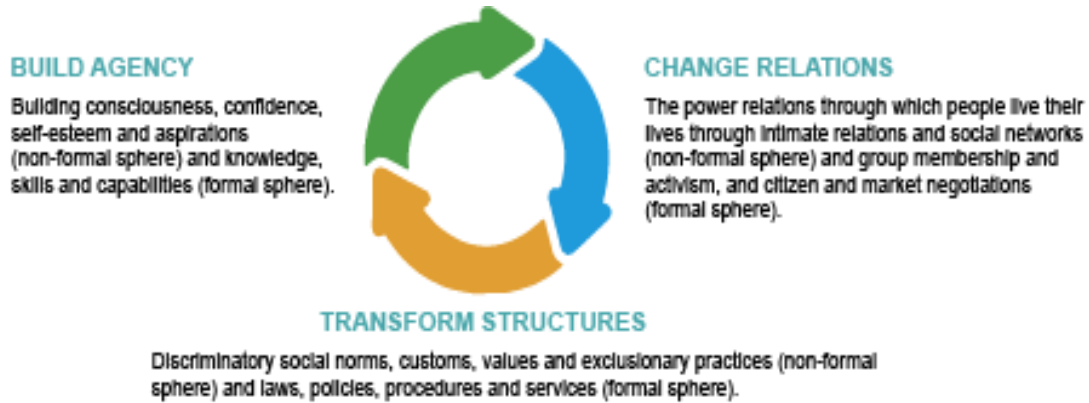 BUILD AGENCY
Building consciousness, confidence,
self-esteem and aspirations
(non-formal sphere) and knowledge,
skills and capabilities (formal sphere).
CHANGE RELATIONS
The power relations through which people live their
lives through intimate relations and social networks
(non-formal sphere) and group membership and
activism, and citizen and market negotiations
(formal sphere).
TRANSFORM STRUCTURES
Discriminatory social norms, customs, values and exclusionary practices (non-formal
sphere) and laws, policies, procedures and services (formal sphere).